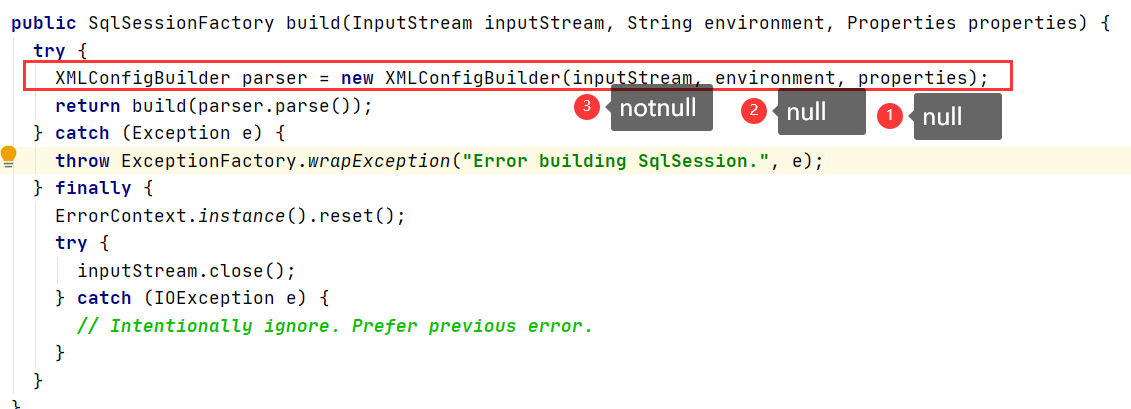 public SqlSessionFactory build(InputStream inputStream, String environment, Properties properties) {
try {
XMLConfigBuilder parser = new XMLConfigBuilder(inputStream, environment, properties);
return build(parser.parse());
3 notnull 2 null 1 null
} catch (Exception e) {
throw ExceptionFactory.wrapException("Error building SqlSession.", e);
} finally {
ErrorContext.instance().reset();
try {
inputStream.close();
} catch (IOException e) {
// Intentionally ignore. Prefer previous error.
}
}
}